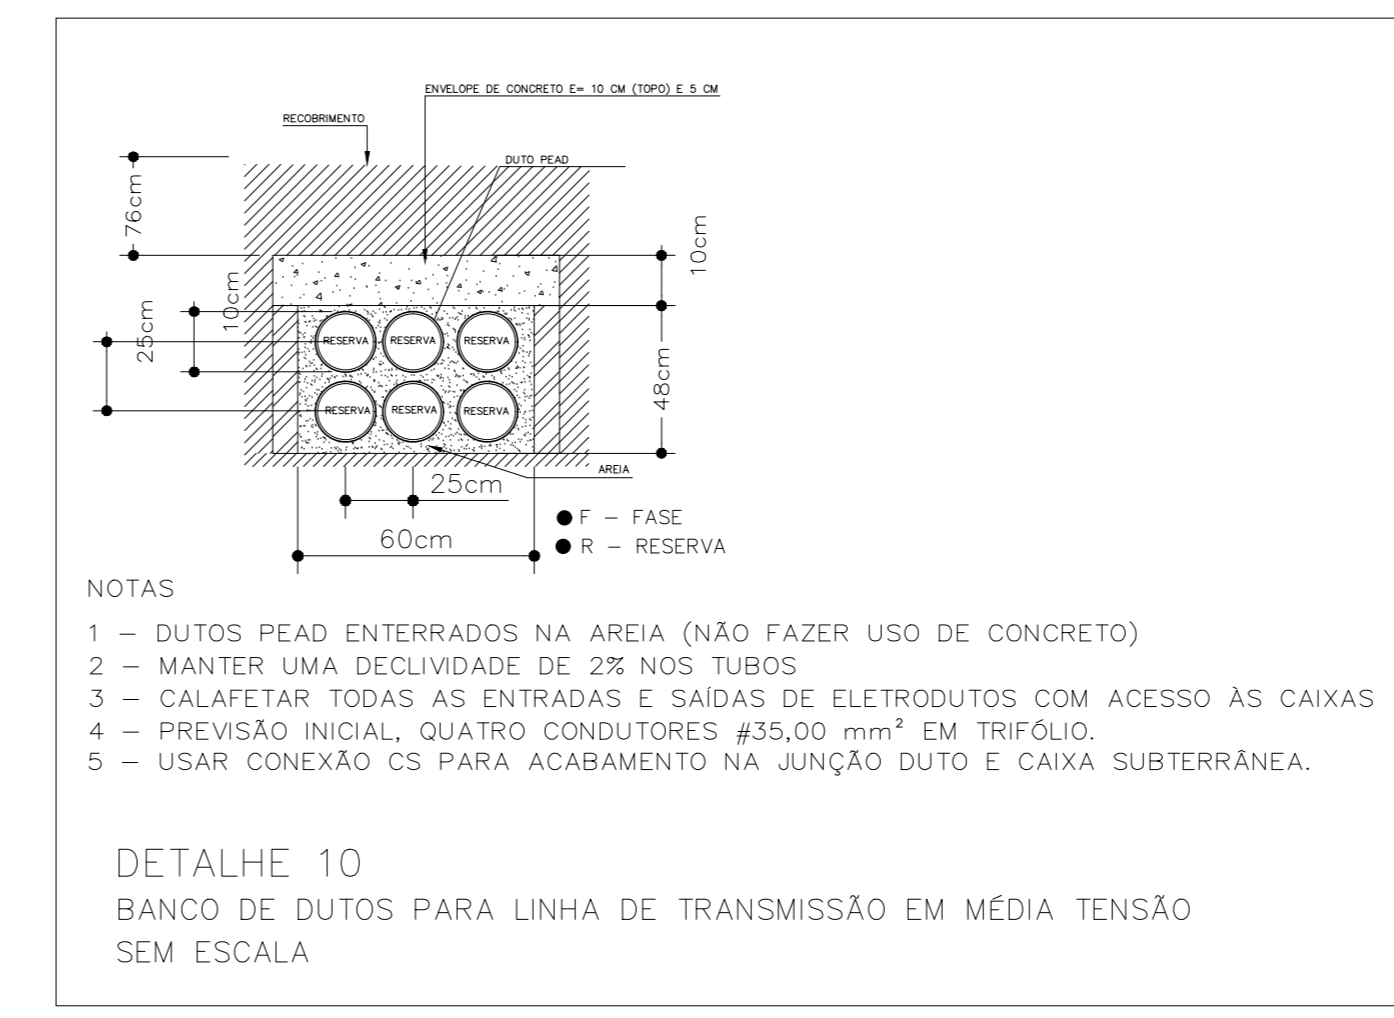 ENVELOPE DE CONCRETO E= 10 CM (TOPO) E 5 CM
RECOBRIMENTO
DUTO PEAD
76cm
10cm
10cm
25cm
RESERVA RESERVA RESERVA
48cm
RESERVA RESERVA RESERVA
AREIA
25cm
F – FASE
60cm
R – RESERVA
NOTAS
1 – DUTOS PEAD ENTERRADOS NA AREIA (NÃO FAZER USO DE CONCRETO)
2 – MANTER UMA DECLIVIDADE DE 2% NOS TUBOS
3 – CALAFETAR TODAS AS ENTRADAS E SAÍDAS DE ELETRODUTOS COM ACESSO ÀS CAIXAS
4 – PREVISÃO INICIAL, QUATRO CONDUTORES #35,00 mm² EM TRIFÓLIO.
5 – USAR CONEXÃO CS PARA ACABAMENTO NA JUNÇÃO DUTO E CAIXA SUBTERRÂNEA.
DETALHE 10
BANCO DE DUTOS PARA LINHA DE TRANSMISSÃO EM MÉDIA TENSÃO
SEM ESCALA